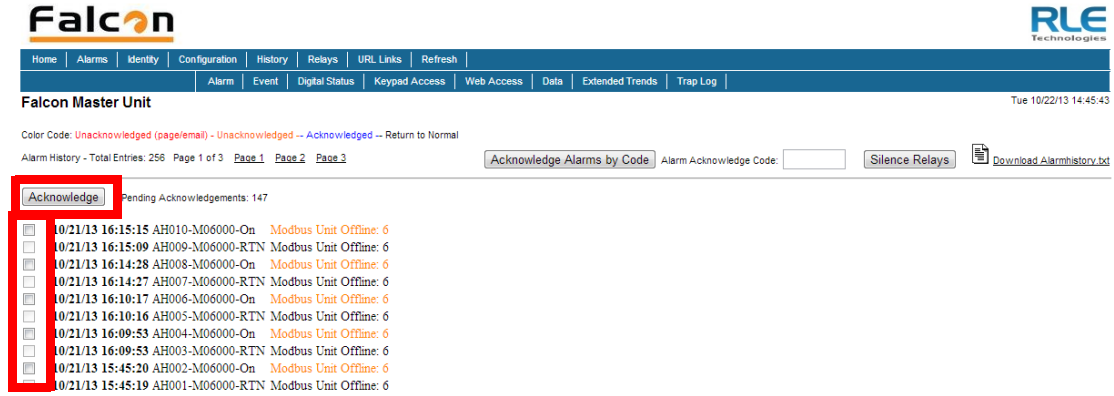 Falcon
RLE
Technologies
Home Alarms Identity Configuration History Relays URL Links Refresh
Alarm Event Digital Status Keypad Access Web Access Data Extended Trends Trap Log
Falcon Master Unit
Tue 10/22/13 14:45:43
Color Code: Unacknowledged (page/email) - Unacknowledged -- Acknowledged -- Return to Normal
Alarm History - Total Entries: 256 Page 1 of 3 Page 1 Page 2 Page 3 Acknowledge Alarms by Code Alarm Acknowledge Code: Silence Relays Download Alarmhistory.txt
Acknowledge Pending Acknowledgements: 147
10/21/13 16:15:15 AH010-M06000-On Modbus Unit Offline: 6
10/21/13 16:15:09 AH009-M06000-RTN Modbus Unit Offline: 6
10/21/13 16:14:28 AH008-M06000-On Modbus Unit Offline: 6
10/21/13 16:14:27 AH007-M06000-RTN Modbus Unit Offline: 6
10/21/13 16:10:17 AH006-M06000-On Modbus Unit Offline: 6
10/21/13 16:10:16 AH005-M06000-RTN Modbus Unit Offline: 6
10/21/13 16:09:53 AH004-M06000-On Modbus Unit Offline: 6
10/21/13 16:09:53 AH003-M06000-RTN Modbus Unit Offline: 6
10/21/13 15:45:20 AH002-M06000-On Modbus Unit Offline: 6
10/21/13 15:45:19 AH001-M06000-RTN Modbus Unit Offline: 6